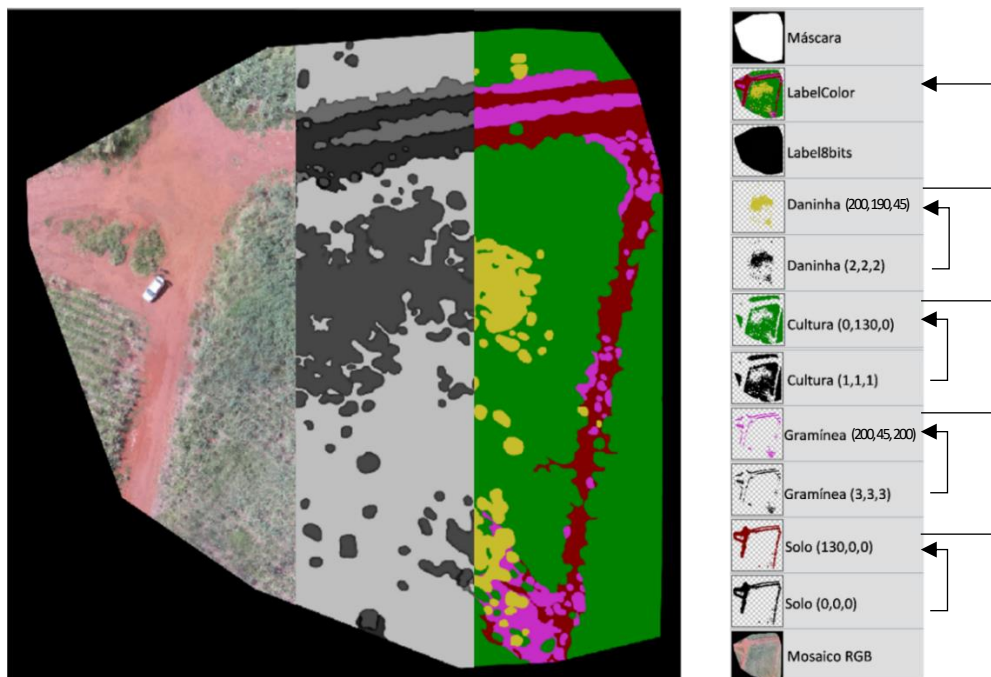 Máscara
LabelColor
Label8bits
Daninha (200,190,45)
Daninha (2,2,2)
Cultura (0,130,0)
Cultura (1,1,1)
Gramínea (200,45,200)
Gramínea (3,3,3)
Solo (130,0,0)
Solo (0,0,0)
Mosaico RGB